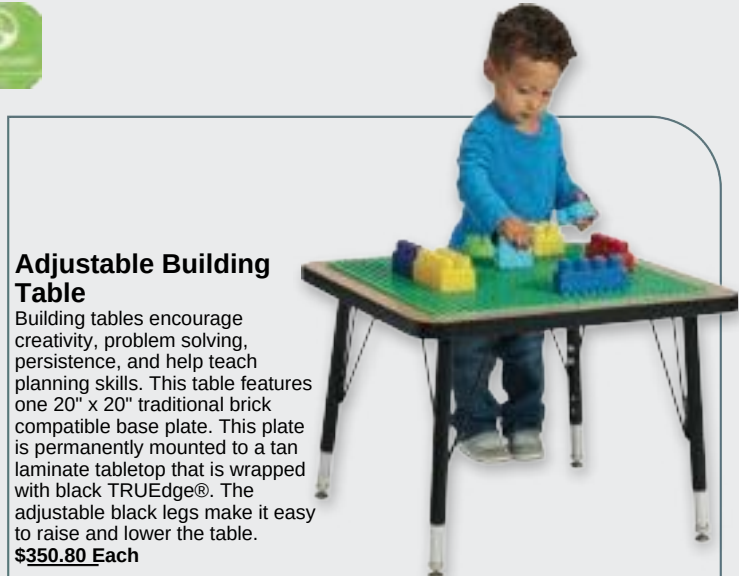 Adjustable Building
Table
Building tables encourage
creativity, problem solving,
persistence, and help teach
planning skills. This table features
one 20" x 20" traditional brick
compatible base plate. This plate
is permanently mounted to a tan
laminate tabletop that is wrapped
with black TRUEdge®. The
adjustable black legs make it easy
to raise and lower the table.
$350.80 Each